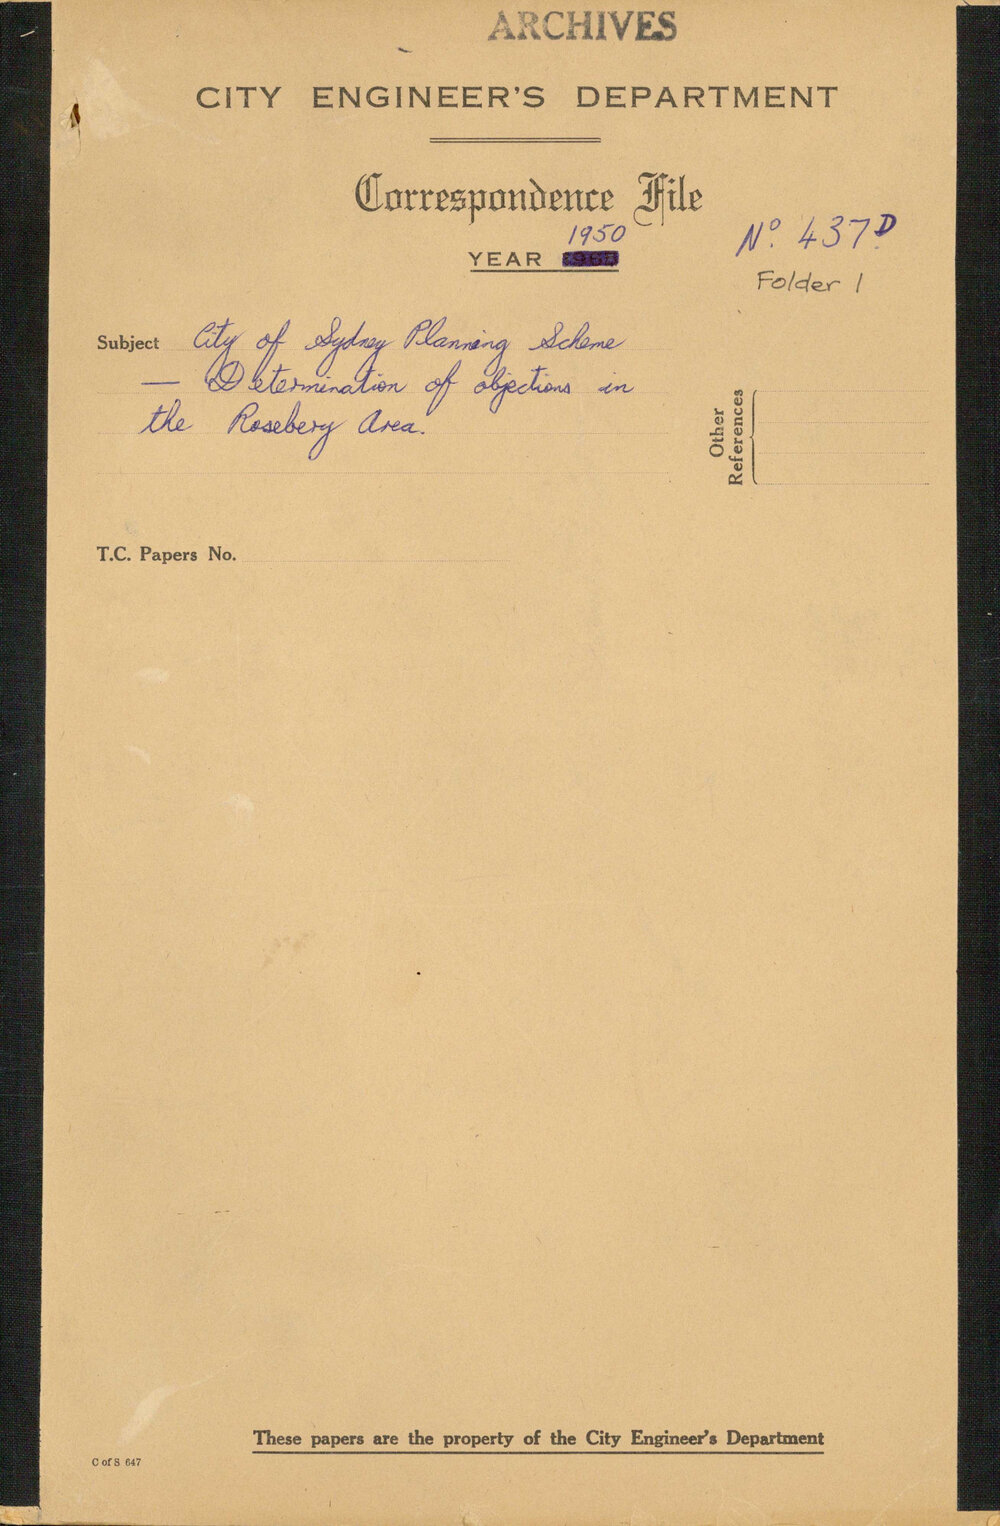 ARCHIVES
CITY ENGINEER'S DEPARTMENT
Correspondence File
1950
YEAR
Nº. 437D.
Folder 1
Subject City of Sydney Planning Scheme
— Determination of objections in
the Rosebery Area.
Other
References
T.C. Papers No.
These papers are the property of the City Engineer's Department
C of S 647